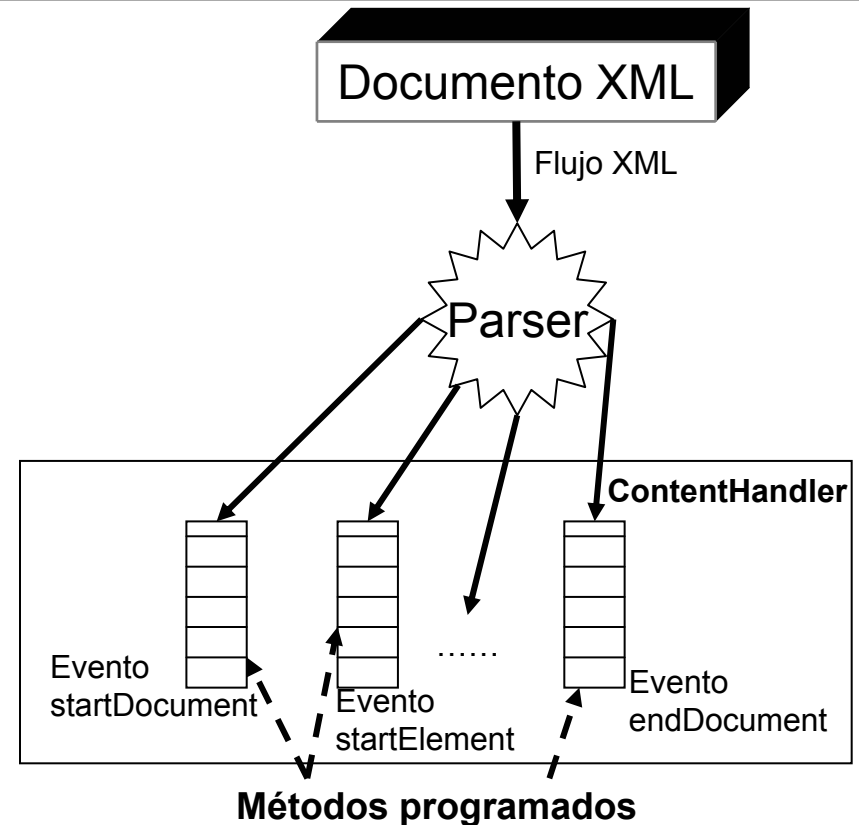 Documento XML
Flujo XML
Parser
ContentHandler
......
Evento
startDocument
Evento
startElement
Evento
endDocument
Métodos programados